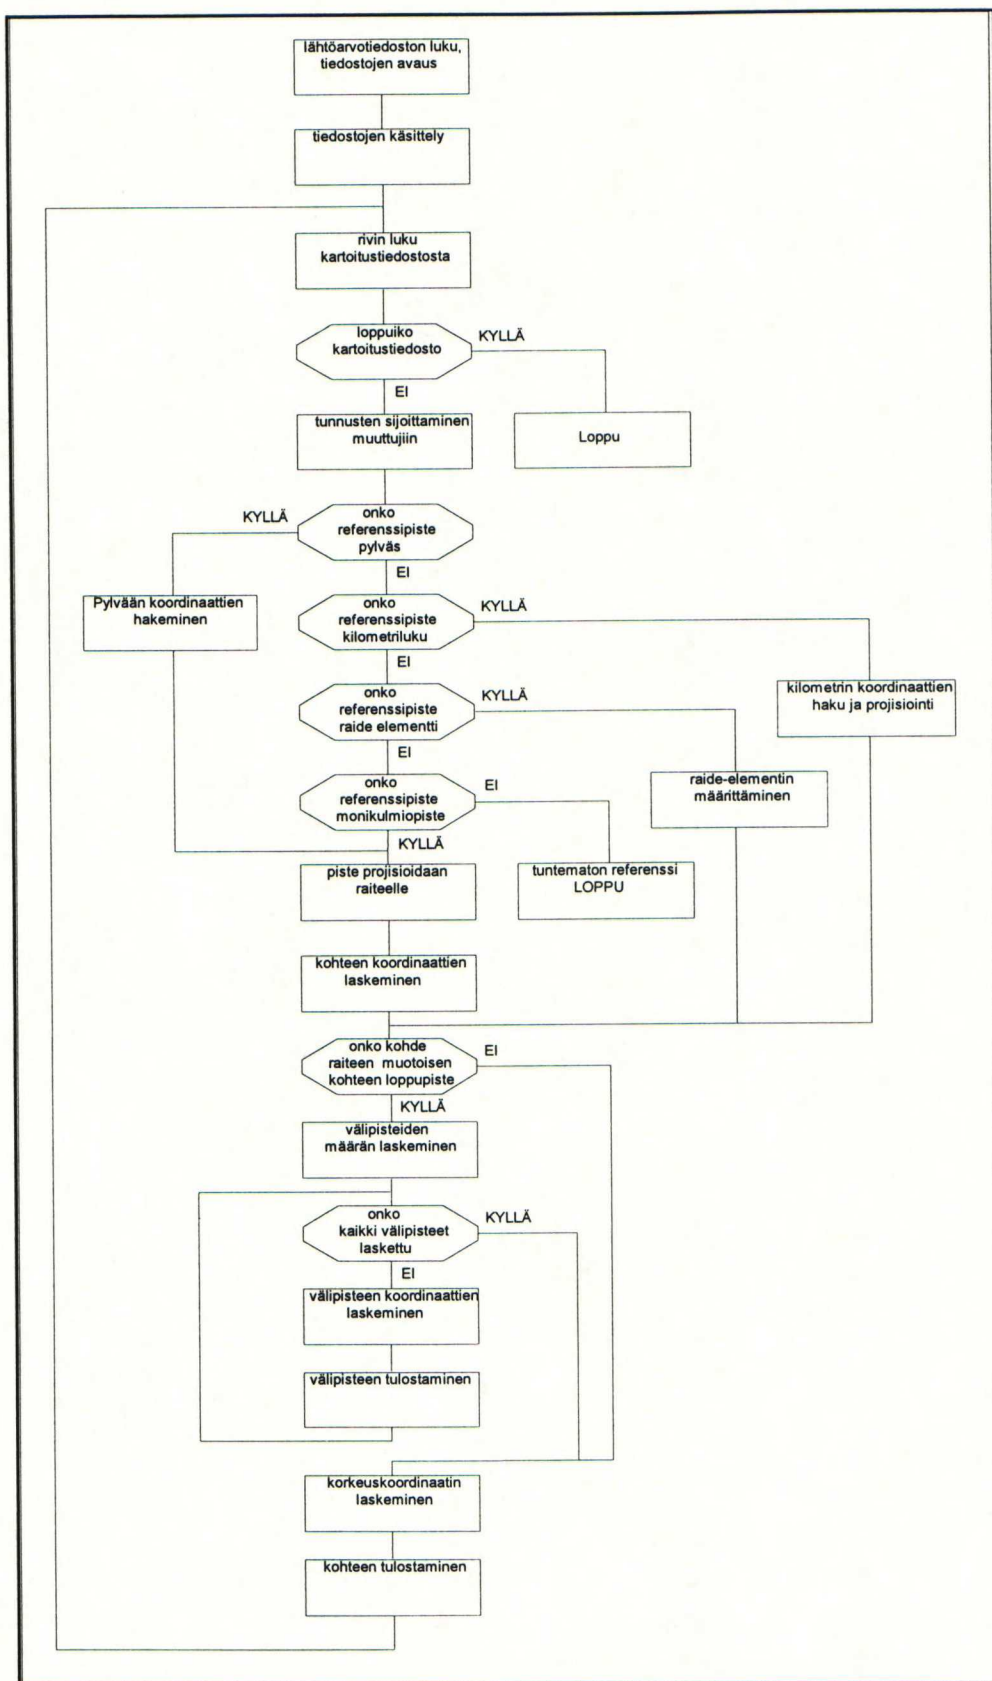 lähtöarvotiedoston luku,
tiedostojen avaus
tiedostojen käsittely
rivin luku
kartoitustiedostosta
loppuiko
kartoitustiedosto
KYLLÄ
EI
tunnusten sijoittaminen
muuttujiin
Loppu
onko
referenssipiste
pylväs
KYLLÄ
EI
Pylvään koordinaattien
hakeminen
onko
referenssipiste
kilometriluku
KYLLÄ
EI
kilometrin koordinaattien
haku ja projisiointi
onko
referenssipiste
raide elementti
KYLLÄ
EI
raide-elementin
määrittäminen
onko
referenssipiste
monikulmiopiste
EI
KYLLÄ
piste projisioidaan
raiteelle
tuntematon referenssi
LOPPU
kohteen koordinaattien
laskeminen
onko kohde
raiteen muotoisen
kohteen loppupiste
EI
KYLLÄ
välipisteiden
määrän laskeminen
onko
kaikki välipisteet
laskettu
KYLLÄ
EI
välipisteen koordinaattien
laskeminen
välipisteen tulostaminen
korkeuskoordinaatin
laskeminen
kohteen tulostaminen